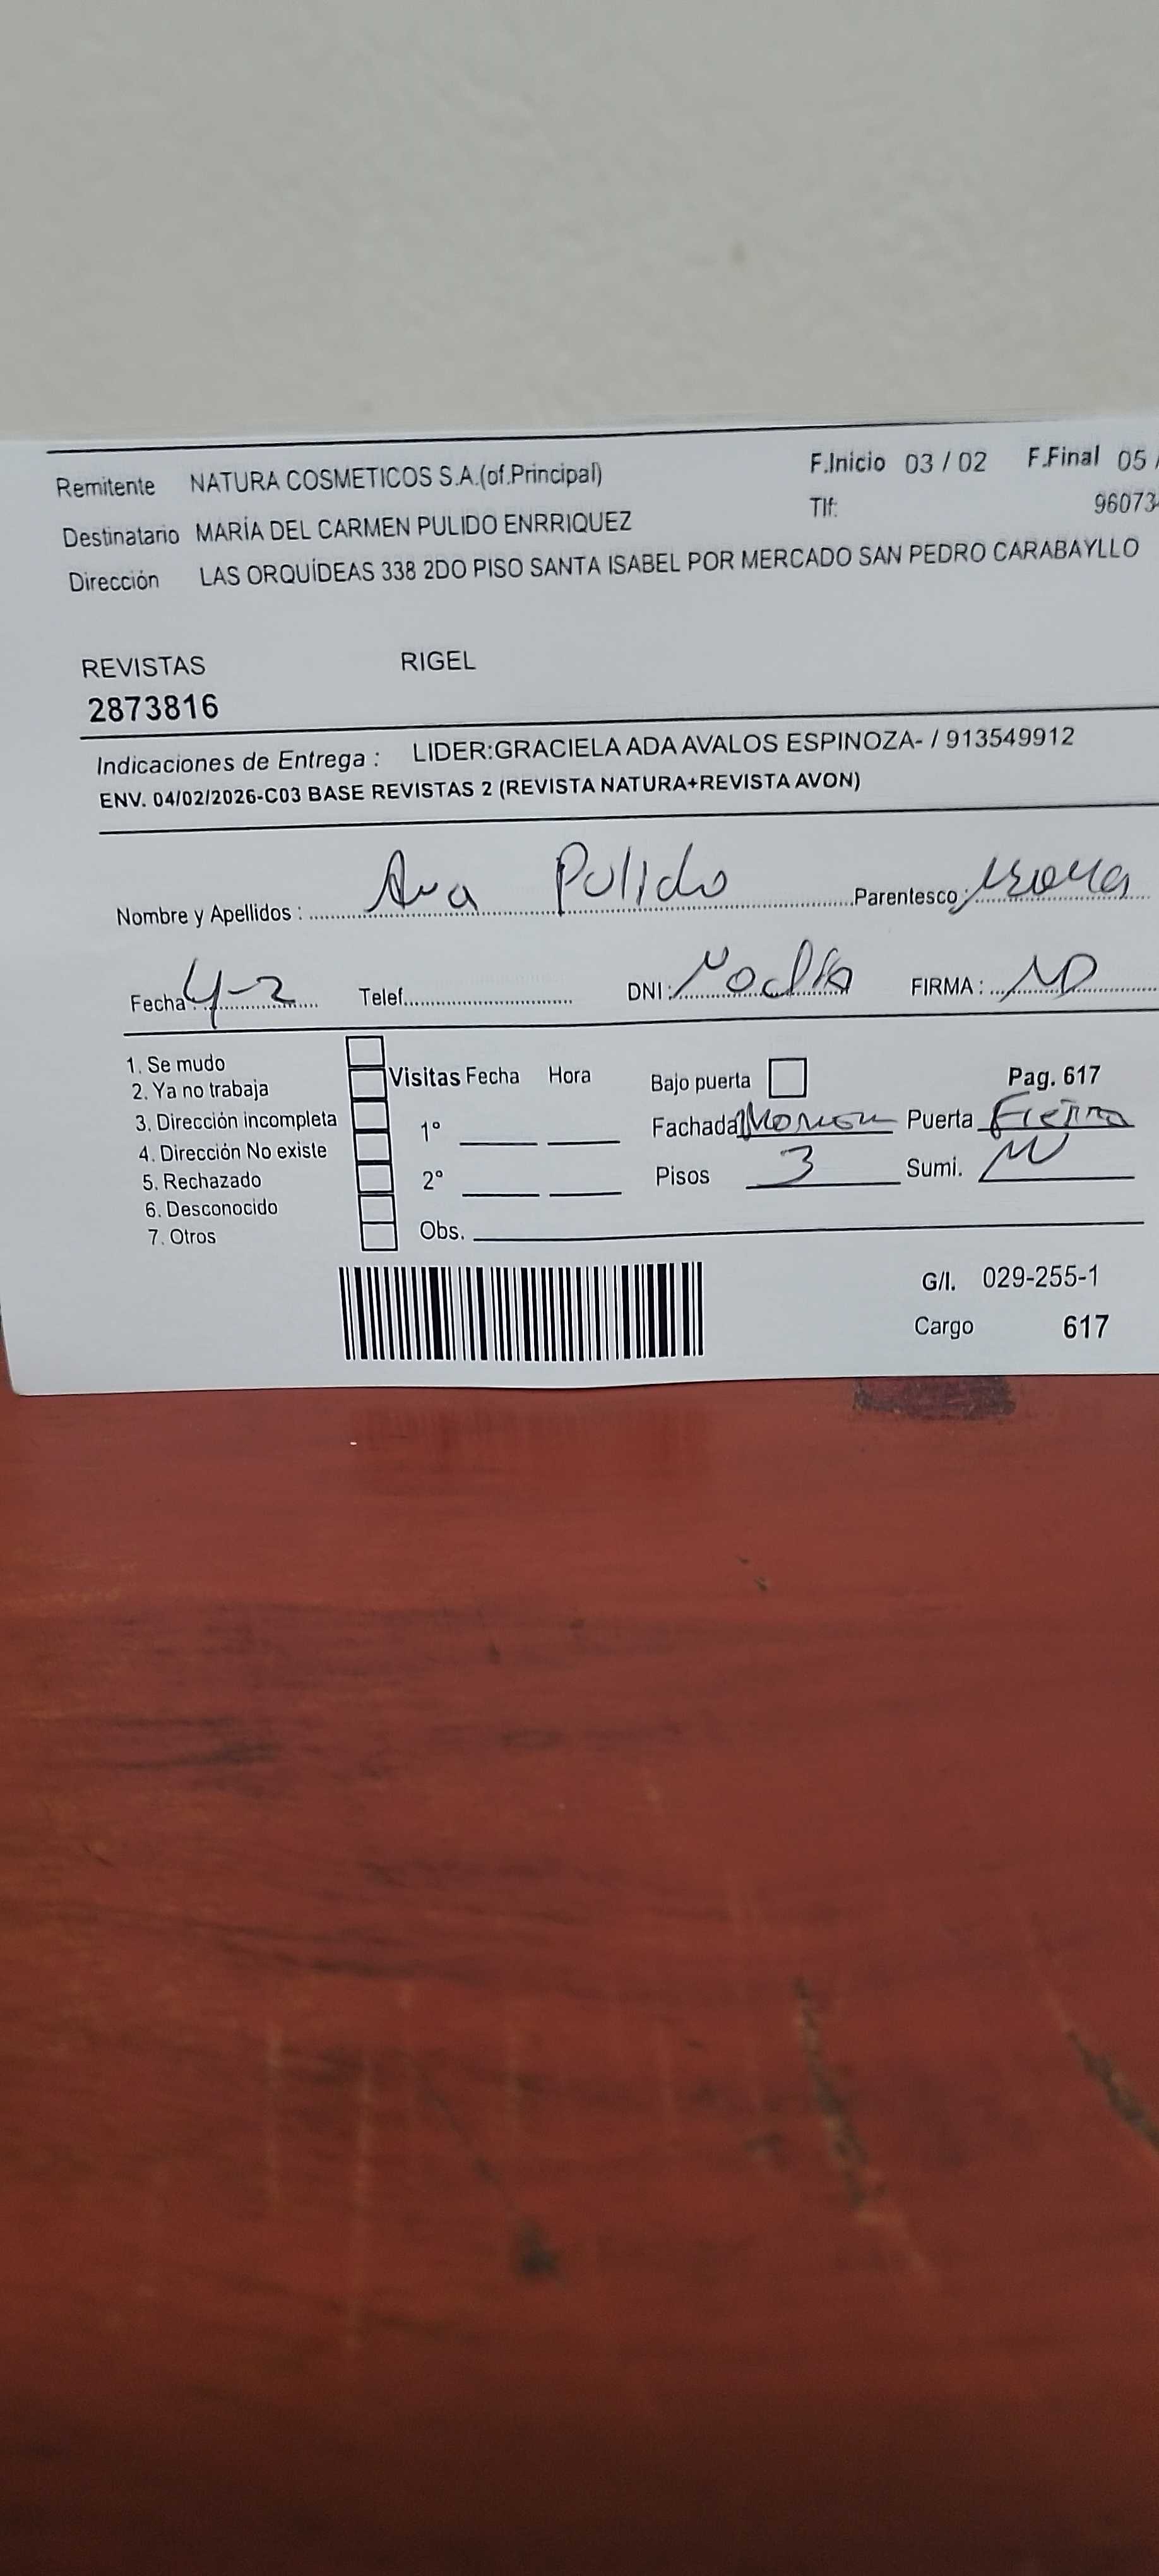 Remitente NATURA COSMETICOS S.A.(of.Principal) F.Inicio 03 / 02 F.Final 05 /
Tlf: 96073
Destinatario MARÍA DEL CARMEN PULIDO ENRRIQUEZ
Dirección LAS ORQUÍDEAS 338 2DO PISO SANTA ISABEL POR MERCADO SAN PEDRO CARABAYLLO
REVISTAS RIGEL
2873816
Indicaciones de Entrega : LIDER:GRACIELA ADA AVALOS ESPINOZA- / 913549912
ENV. 04/02/2026-C03 BASE REVISTAS 2 (REVISTA NATURA+REVISTA AVON)
Nombre y Apellidos : Ana Pulido Parentesco :
Fecha : 4-2 Telef. DNI : FIRMA :
1. Se mudo
2. Ya no trabaja
3. Dirección incompleta
4. Dirección No existe
5. Rechazado
6. Desconocido
7. Otros
Visitas Fecha Hora
1°
2°
Obs.
Bajo puerta Pag. 617
Fachada Puerta Fierro
Pisos 3 Sumi.
G/I. 029-255-1
Cargo 617